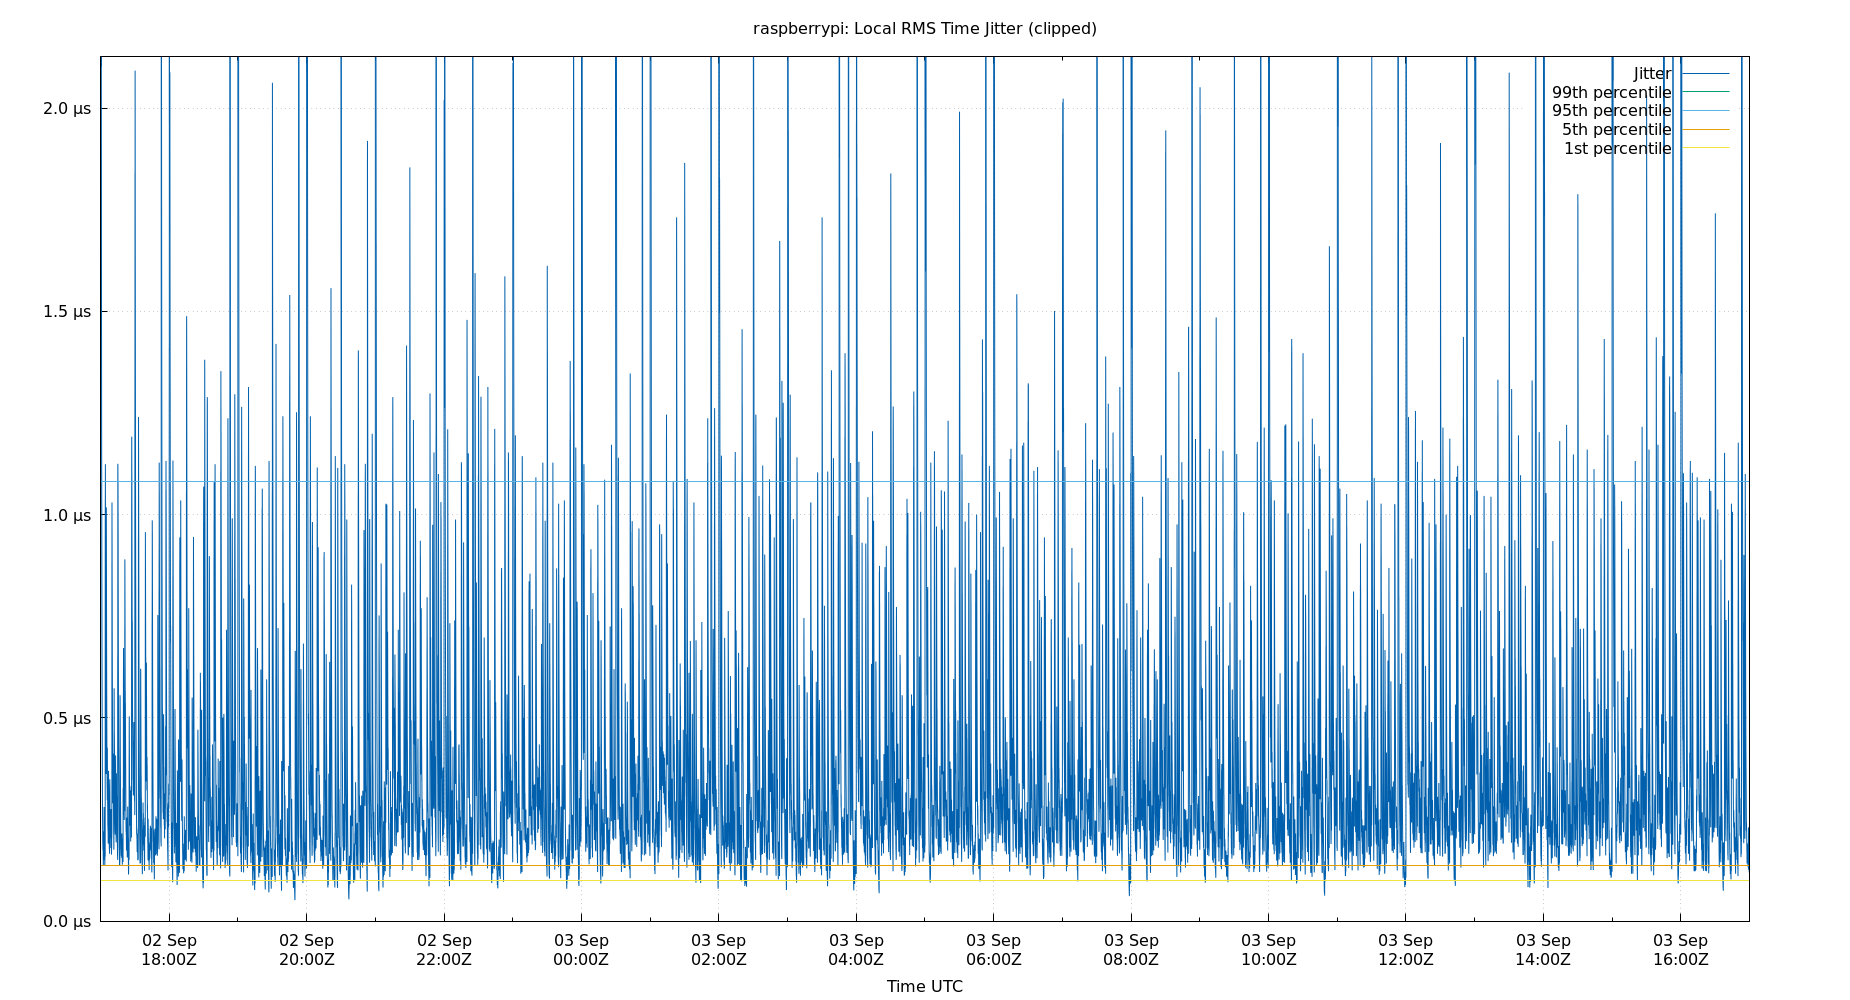 raspberrypi: Local RMS Time Jitter (clipped)
Jitter
99th percentile
95th percentile
5th percentile
1st percentile
2.0 µs
1.5 µs
1.0 µs
0.5 µs
0.0 µs
02 Sep 02 Sep 02 Sep 03 Sep 03 Sep 03 Sep 03 Sep 03 Sep 03 Sep 03 Sep 03 Sep 03 Sep
18:00Z 20:00Z 22:00Z 00:00Z 02:00Z 04:00Z 06:00Z 08:00Z 10:00Z 12:00Z 14:00Z 16:00Z
Time UTC